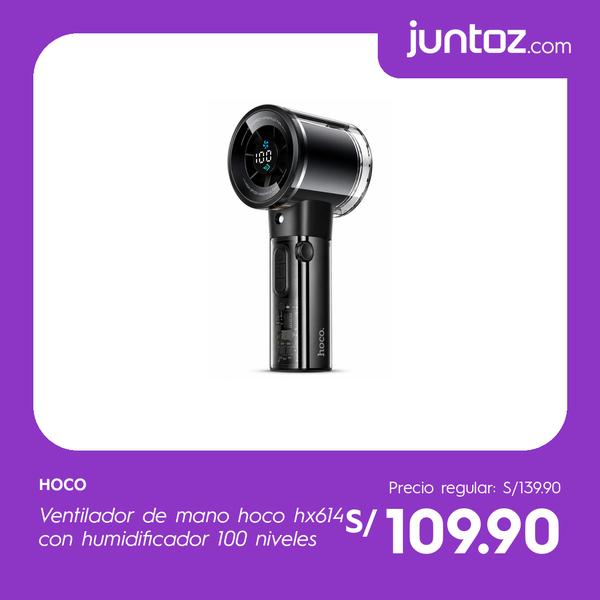 juntoz.com
100
hoco.
HOCO
Precio regular: S/139.90
Ventilador de mano hoco hx614
con humidificador 100 niveles
S/ 109.90